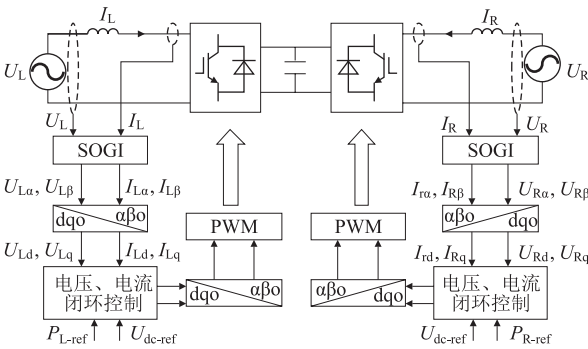 I_L
I_R
U_L
U_R
U_L
I_L
I_R
U_R
SOGI
SOGI
U_Lα, U_Lβ
I_Lα, I_Lβ
I_rα, I_Rβ
U_Rα, U_Rβ
dqo
αβo
αβo
dqo
PWM
PWM
U_Ld, U_Lq
I_Ld, I_Lq
I_rd, I_Rq
U_Rd, U_Rq
电压、电流
闭环控制
dqo
αβo
αβo
dqo
电压、电流
闭环控制
P_L-ref
U_dc-ref
U_dc-ref
P_R-ref